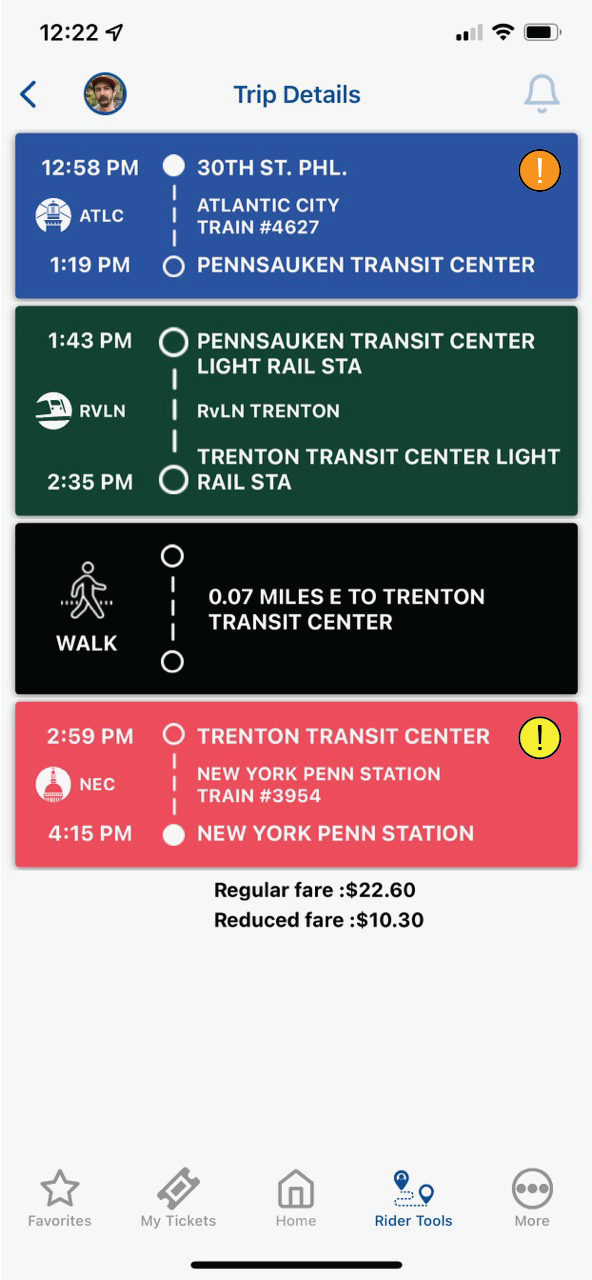 12:22
Trip Details
12:58 PM
30TH ST. PHL.
!
ATLC
ATLANTIC CITY
TRAIN #4627
1:19 PM
PENNSAUKEN TRANSIT CENTER
1:43 PM
PENNSAUKEN TRANSIT CENTER
LIGHT RAIL STA
RVLN
RvLN TRENTON
2:35 PM
TRENTON TRANSIT CENTER LIGHT
RAIL STA
WALK
0.07 MILES E TO TRENTON
TRANSIT CENTER
2:59 PM
TRENTON TRANSIT CENTER
!
NEC
NEW YORK PENN STATION
TRAIN #3954
4:15 PM
NEW YORK PENN STATION
Regular fare :$22.60
Reduced fare :$10.30
Favorites
My Tickets
Home
Rider Tools
More